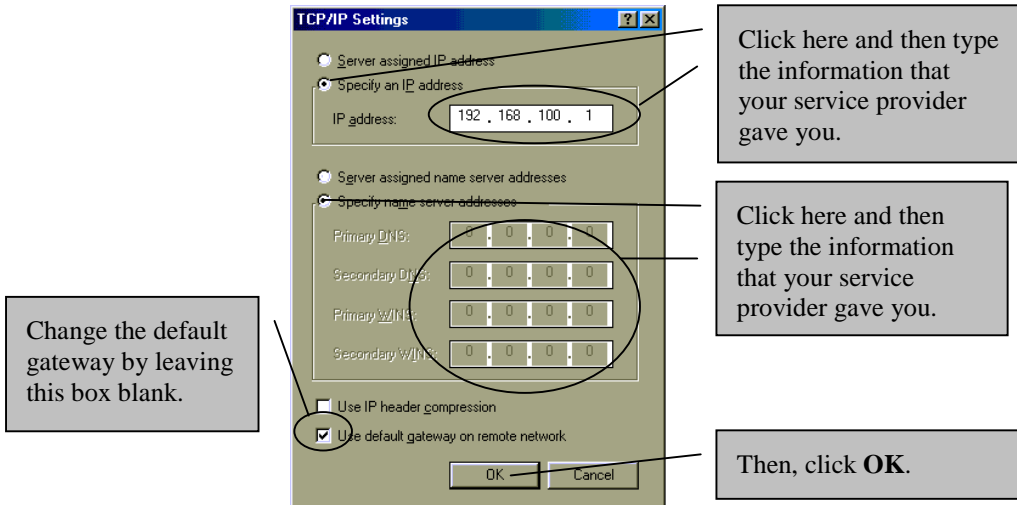 TCP/IP Settings
Server assigned IP address
Specify an IP address
IP address: 192 . 168 . 100 . 1
Server assigned name server addresses
Specify name server addresses
Primary DNS: 0 . 0 . 0 . 0
Secondary DNS: 0 . 0 . 0 . 0
Primary WINS: 0 . 0 . 0 . 0
Secondary WINS: 0 . 0 . 0 . 0
Use IP header compression
Use default gateway on remote network
OK Cancel
Click here and then type
the information that
your service provider
gave you.
Click here and then
type the information
that your service
provider gave you.
Change the default
gateway by leaving
this box blank.
Then, click OK.